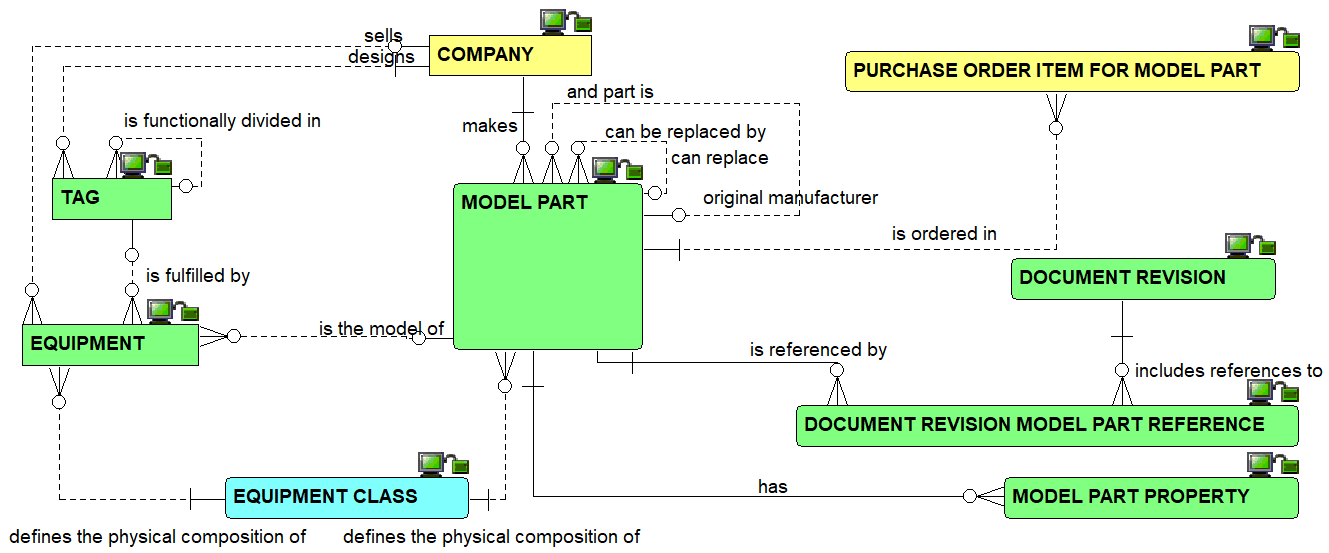 sells
designs
COMPANY
PURCHASE ORDER ITEM FOR MODEL PART
and part is
is functionally divided in
makes
can be replaced by
can replace
TAG
MODEL PART
original manufacturer
is ordered in
is fulfilled by
DOCUMENT REVISION
EQUIPMENT
is the model of
is referenced by
includes references to
DOCUMENT REVISION MODEL PART REFERENCE
EQUIPMENT CLASS
has
MODEL PART PROPERTY
defines the physical composition of
defines the physical composition of